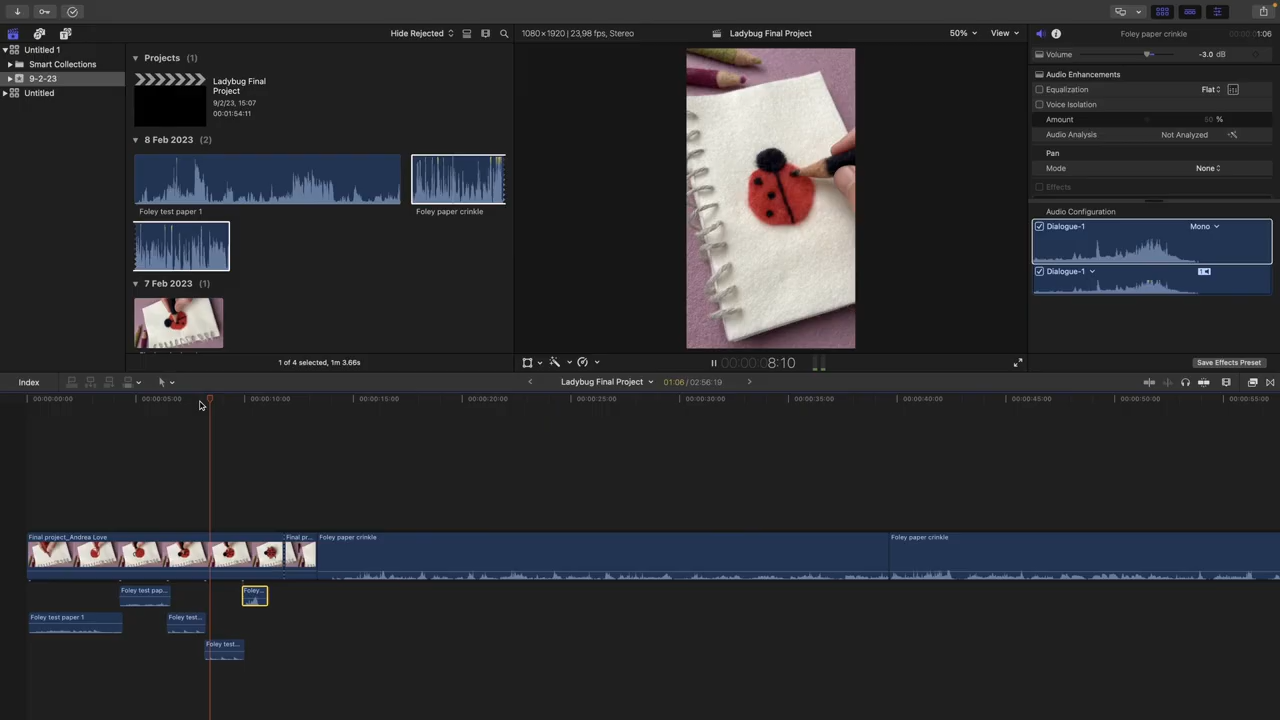 Hide Rejected
1080×1920 | 23,98 fps, Stereo
Ladybug Final Project
50%
View
Foley paper crinkle
1:06
Untitled 1
Smart Collections
9-2-23
Untitled
Projects (1)
Ladybug Final
Project
9/2/23, 15:07
00:01:54:11
8 Feb 2023 (2)
Foley test paper 1
Foley paper crinkle
7 Feb 2023 (1)
1 of 4 selected, 1m 3.66s
00:00:00:08:10
Volume
-3.0 dB
Audio Enhancements
Equalization
Flat
Voice Isolation
Amount
50 %
Audio Analysis
Not Analyzed
Pan
Mode
None
Effects
Audio Configuration
Dialogue-1
Mono
Dialogue-1
Save Effects Preset
Index
Ladybug Final Project
01:06 / 02:56:19
00:00:00:00
00:00:05:00
00:00:10:00
00:00:15:00
00:00:20:00
00:00:25:00
00:00:30:00
00:00:35:00
00:00:40:00
00:00:45:00
00:00:50:00
00:00:55:00
Final project_Andrea Love
Final pr...
Foley paper crinkle
Foley paper crinkle
Foley test pap...
Foley...
Foley test paper 1
Foley test...
Foley test...